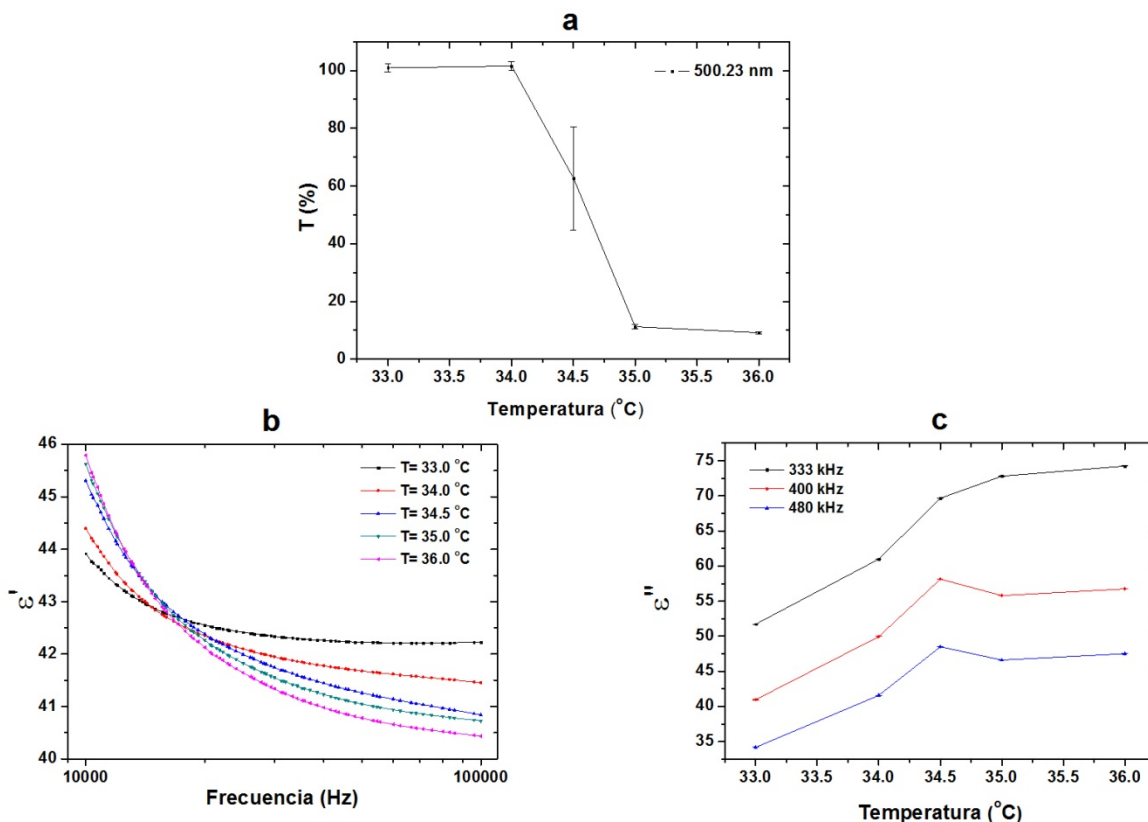 a
100
80
60
40
20
0
T (%)
500.23 nm
33.0 33.5 34.0 34.5 35.0 35.5 36.0
Temperatura (°C)
b
46
45
44
43
42
41
40
ε'
T= 33.0 °C
T= 34.0 °C
T= 34.5 °C
T= 35.0 °C
T= 36.0 °C
10000 100000
Frecuencia (Hz)
c
75
70
65
60
55
50
45
40
35
ε"
333 kHz
400 kHz
480 kHz
33.0 33.5 34.0 34.5 35.0 35.5 36.0
Temperatura (°C)